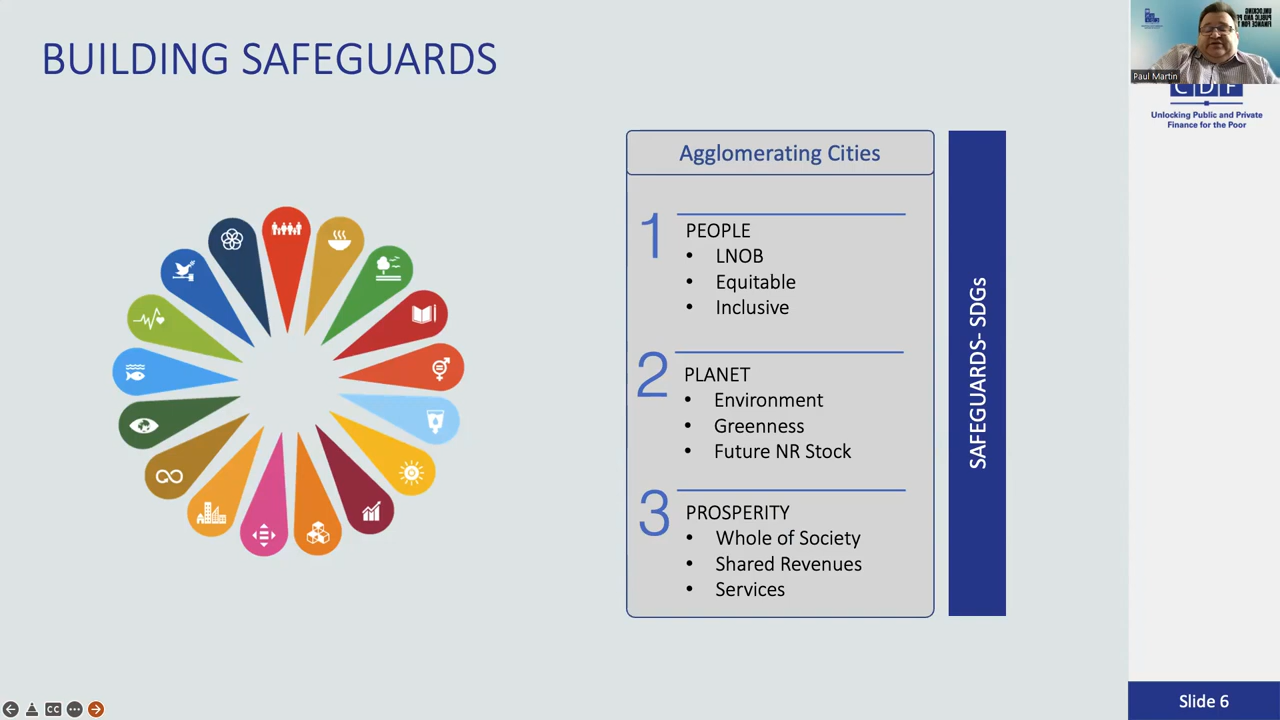 BUILDING SAFEGUARDS
Agglomerating Cities
1
PEOPLE
• LNOB
• Equitable
• Inclusive
2
PLANET
• Environment
• Greenness
• Future NR Stock
3
PROSPERITY
• Whole of Society
• Shared Revenues
• Services
SAFEGUARDS- SDGs
Paul Martin
CDF
Unlocking Public and Private
Finance for the Poor
CC
Slide 6